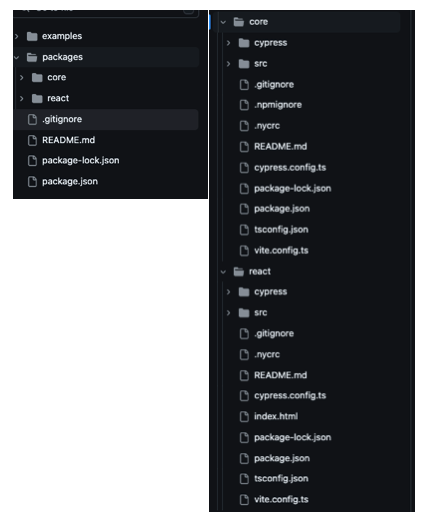 examples
packages
core
react
.gitignore
README.md
package-lock.json
package.json
core
cypress
src
.gitignore
.npmignore
.nycrc
README.md
cypress.config.ts
package-lock.json
package.json
tsconfig.json
vite.config.ts
react
cypress
src
.gitignore
.nycrc
README.md
cypress.config.ts
index.html
package-lock.json
package.json
tsconfig.json
vite.config.ts